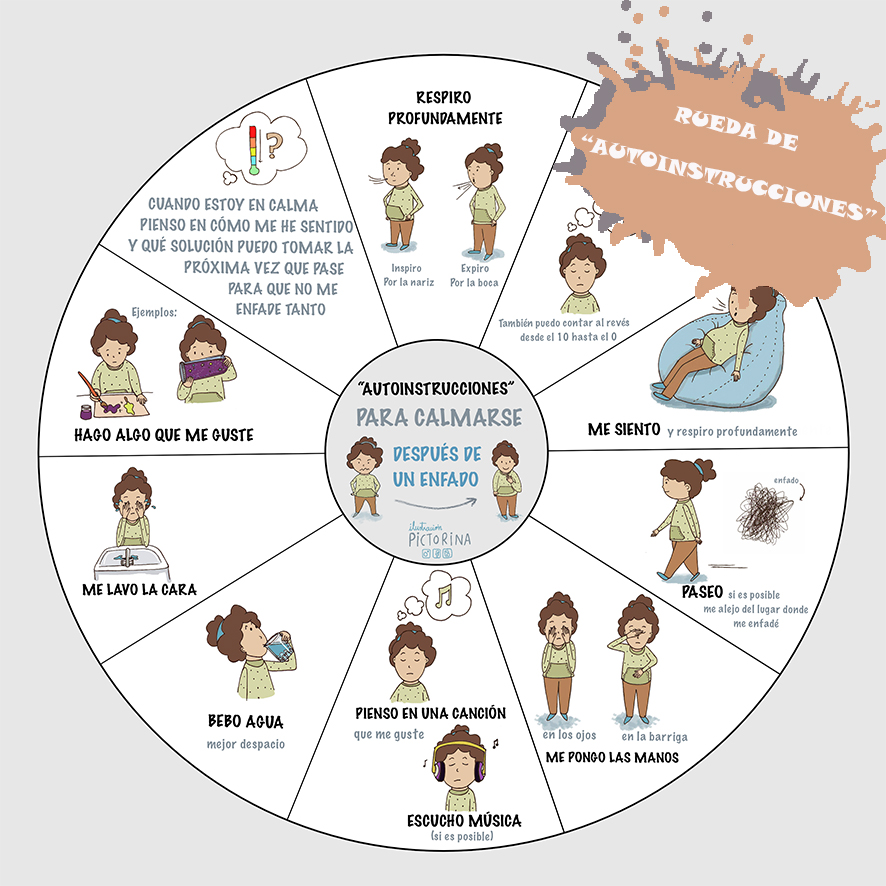 RUEDA DE
“AUTOINSTRUCCIONES”
RESPIRO
PROFUNDAMENTE
Inspiro
Por la nariz
Expiro
Por la boca
También puedo contar al revés
desde el 10 hasta el 0
ME SIENTO y respiro profundamente
enfado
PASEO si es posible
me alejo del lugar donde
me enfadé
en los ojos
en la barriga
ME PONGO LAS MANOS
PIENSO EN UNA CANCIÓN
que me guste
ESCUCHO MÚSICA
(si es posible)
BEBO AGUA
mejor despacio
ME LAVO LA CARA
Ejemplos:
HAGO ALGO QUE ME GUSTE
?
CUANDO ESTOY EN CALMA
PIENSO EN CÓMO ME HE SENTIDO
Y QUÉ SOLUCIÓN PUEDO TOMAR LA
PRÓXIMA VEZ QUE PASE
PARA QUE NO ME
ENFADE TANTO
“AUTOINSTRUCCIONES”
PARA CALMARSE
DESPUÉS DE
UN ENFADO
ilustración
PICTORINA